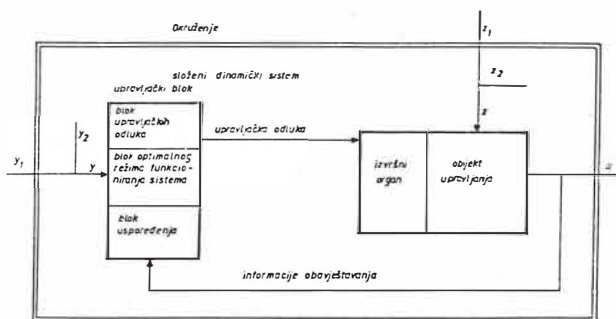 Okruženje
z1
složeni dinamički sistem
upravljački blok
z2
blok
upravljačkih
odluka
upravljačka odluka
z
y2
y1
y
blok optimalnog
režima funkcio-
niranja sistema
izvršni
organ
objekt
upravljanja
blok
uspoređenja
informacije obavještavanja